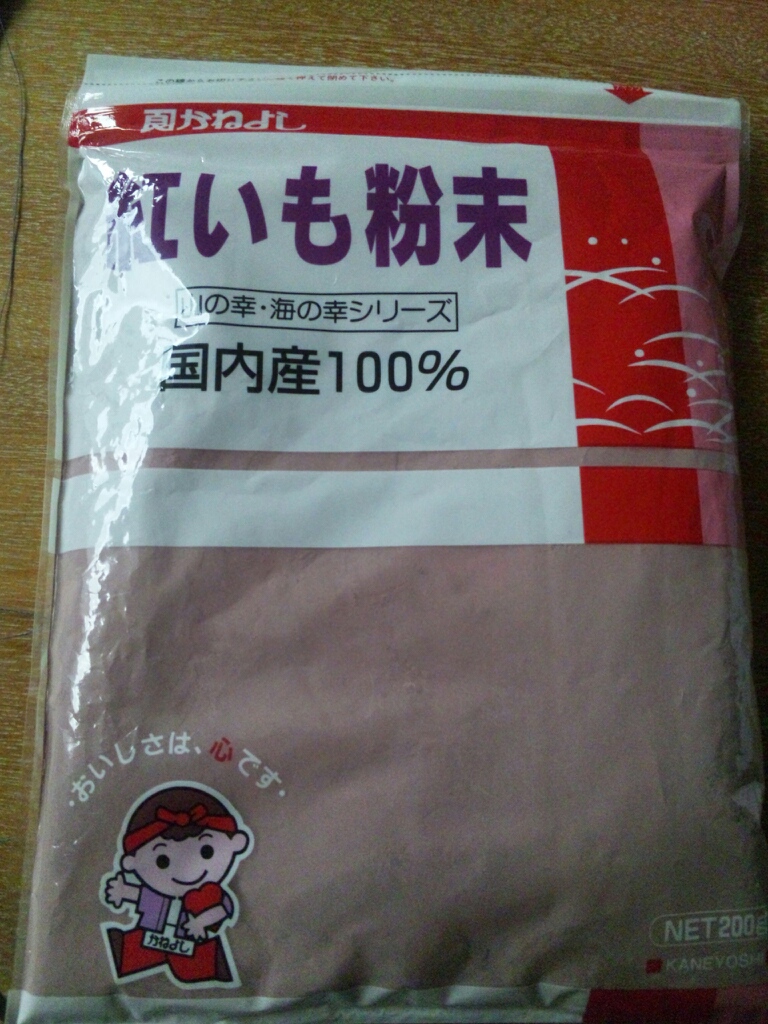 かねよし
紅いも粉末
山の幸・海の幸シリーズ
国内産100%
・おいしさは、心です・
かねよし
NET200g
KANEYOSHI